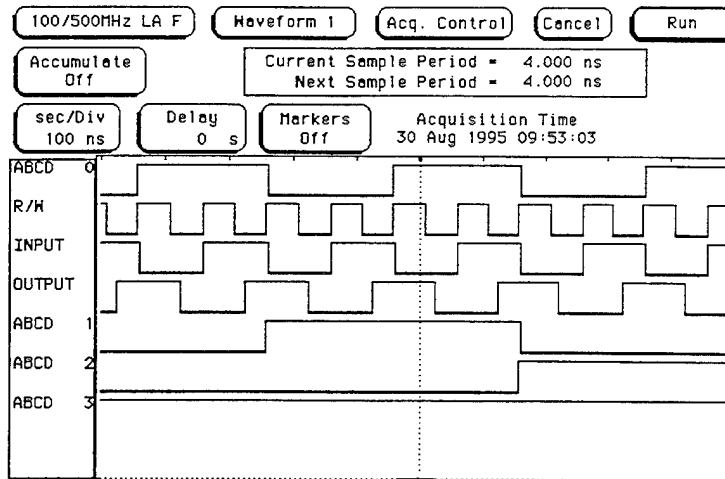 100/500MHz LA F Waveform 1 Acq. Control Cancel Run
Accumulate
Off
Current Sample Period = 4.000 ns
Next Sample Period = 4.000 ns
sec/Div
100 ns
Delay
0 s
Markers
Off
Acquisition Time
30 Aug 1995 09:53:03
ABCD 0
R/W
INPUT
OUTPUT
ABCD 1
ABCD 2
ABCD 3